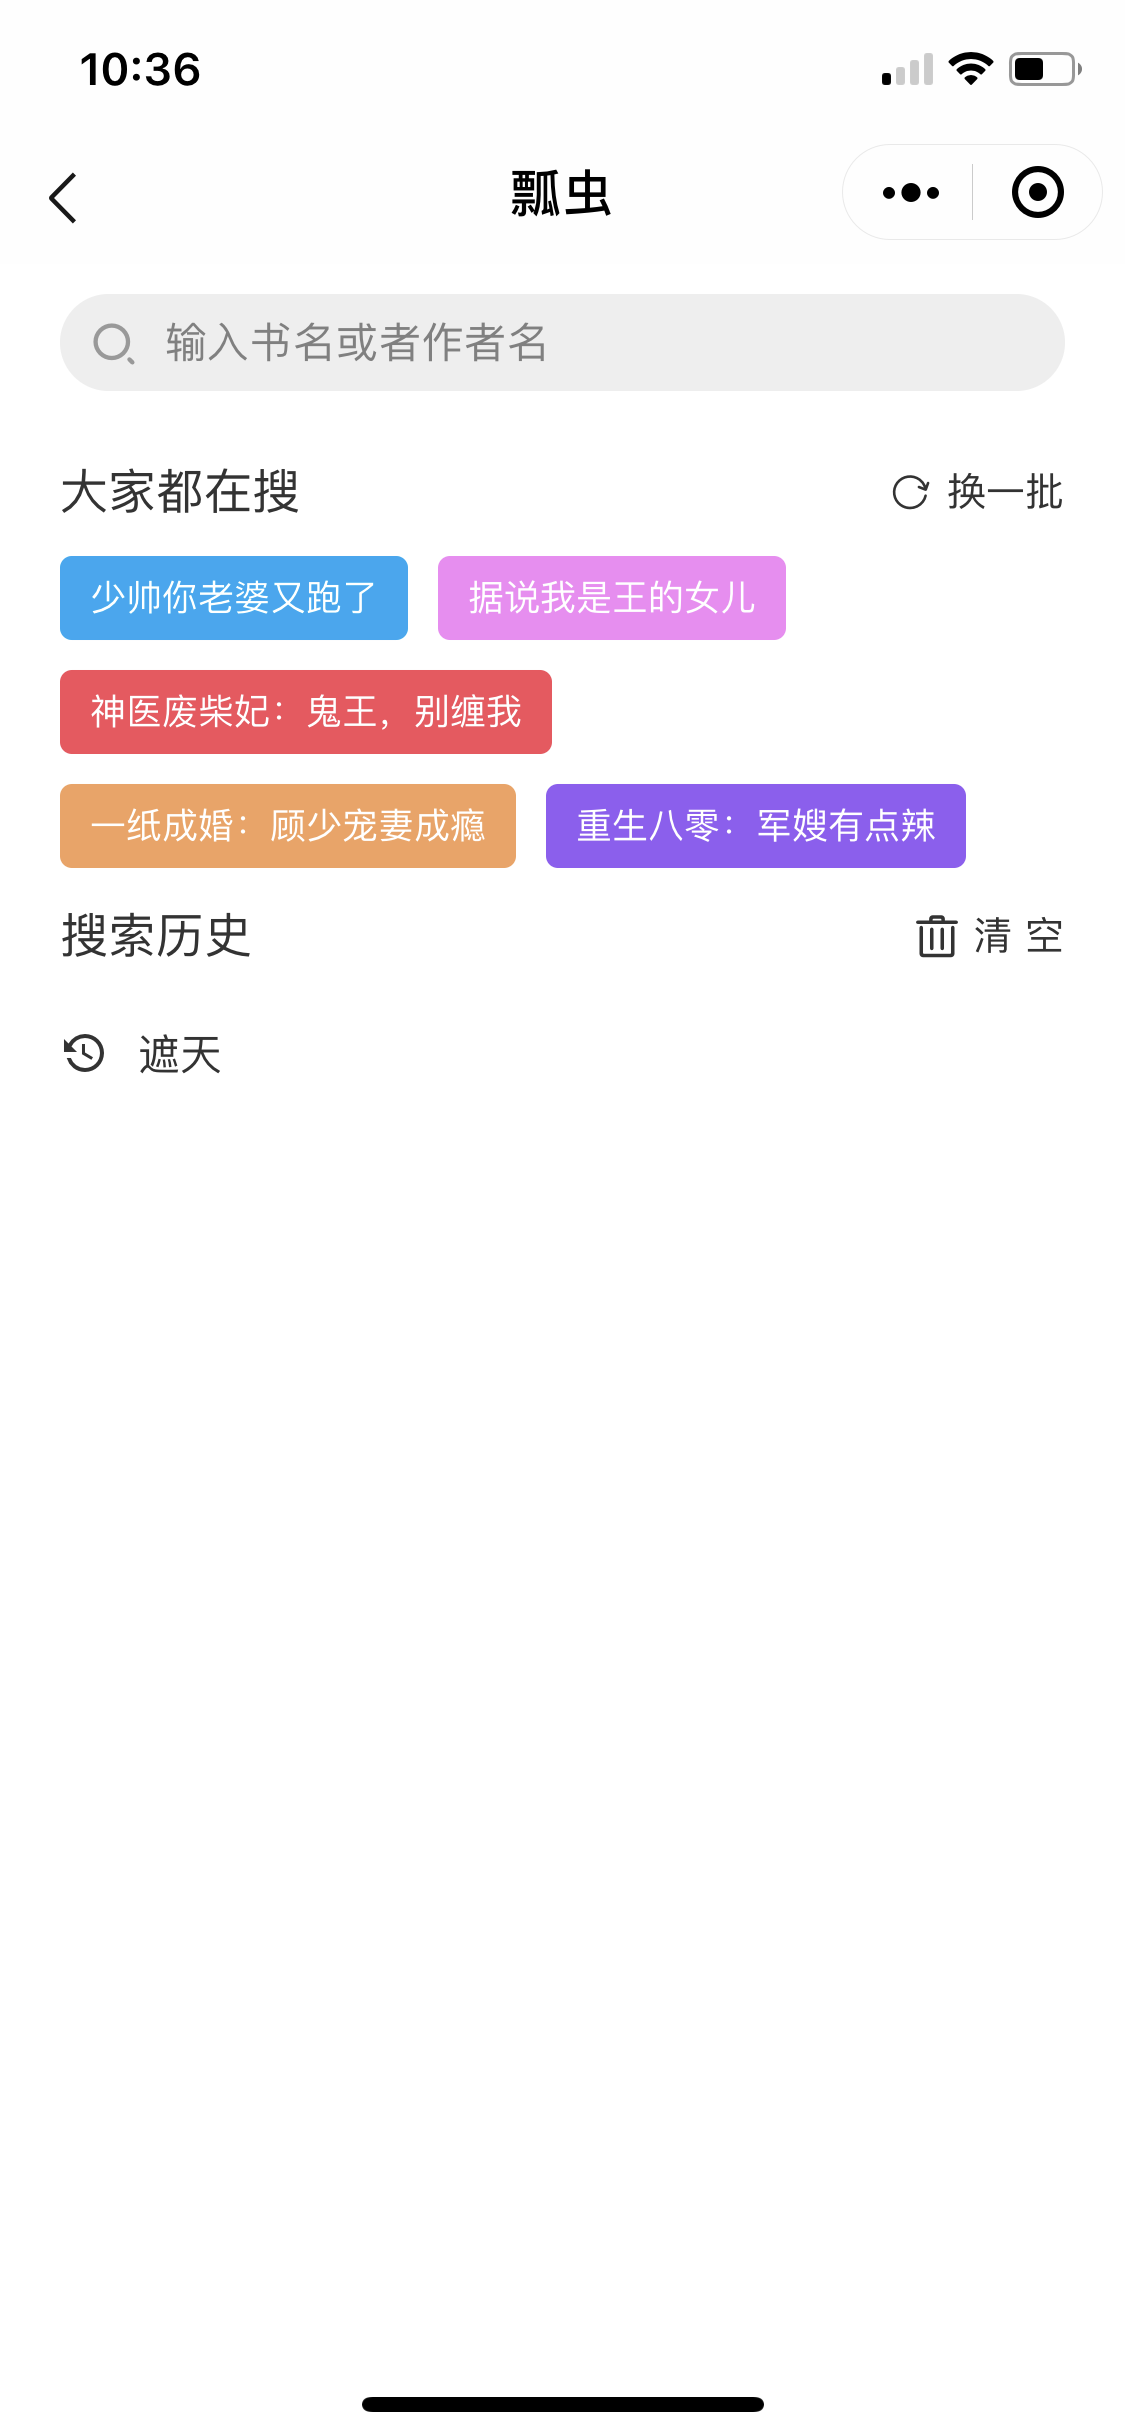 10:36
瓢虫
输入书名或者作者名
大家都在搜 换一批
少帅你老婆又跑了 据说我是王的女儿
神医废柴妃：鬼王，别缠我
一纸成婚：顾少宠妻成瘾 重生八零：军嫂有点辣
搜索历史 清 空
遮天